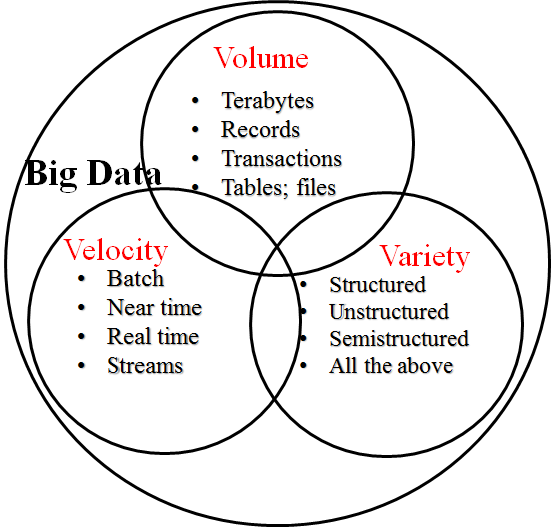 Volume
• Terabytes
• Records
• Transactions
• Tables; files
Big Data
Velocity
• Batch
• Near time
• Real time
• Streams
Variety
• Structured
• Unstructured
• Semistructured
• All the above